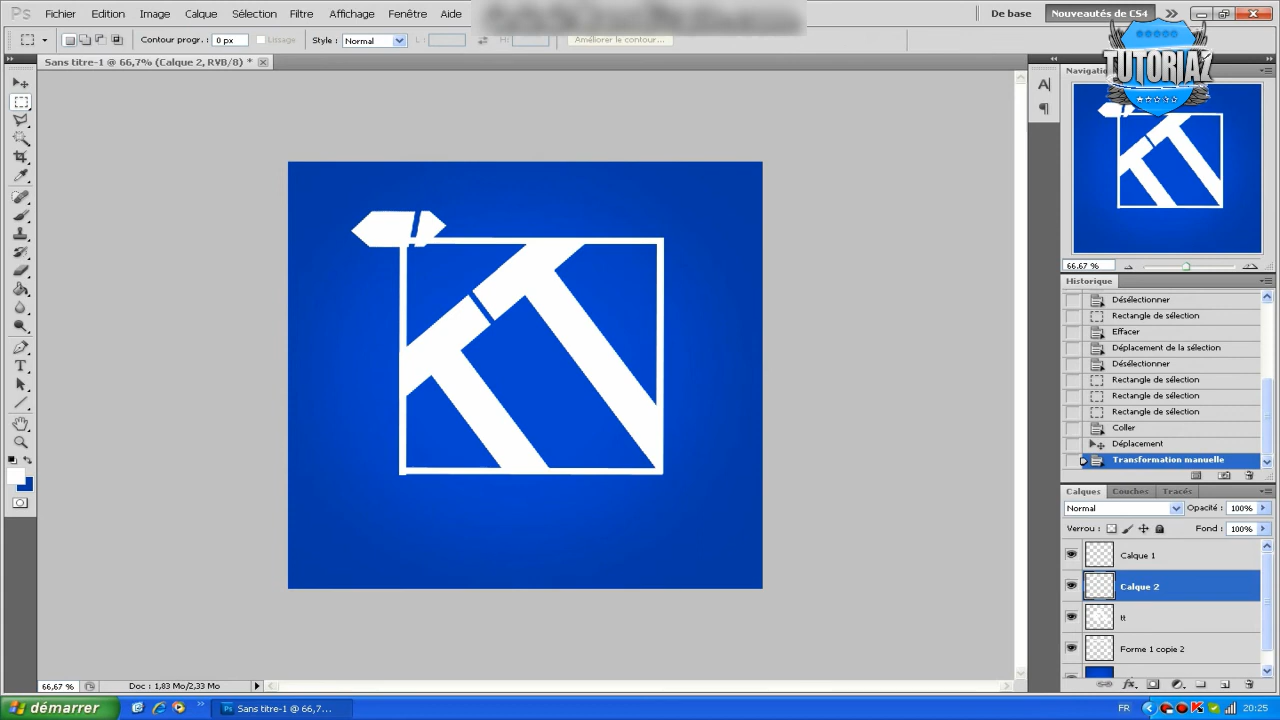 Ps Fichier Edition Image Calque Sélection Filtre Affichage Fenêtre Aide De base Nouveautés de CS4 >>
Contour progr. : 0 px Lissage Style : Normal L : H : Améliorer le contour...
Sans titre-1 @ 66,7% (Calque 2, RVB/8) *
TUTORIAZ
Navigation
TT
66.67 %
Historique
Désélectionner
Rectangle de sélection
Effacer
Déplacement de la sélection
Désélectionner
Rectangle de sélection
Rectangle de sélection
Rectangle de sélection
Coller
Déplacement
Transformation manuelle
Calques Couches Tracés
Normal Opacité : 100%
Verrou : Fond : 100%
Calque 1
Calque 2
tt
Forme 1 copie 2
66,67 % Doc : 1,83 Mo/2,33 Mo
démarrer Sans titre-1 @ 66,7... FR 20:25